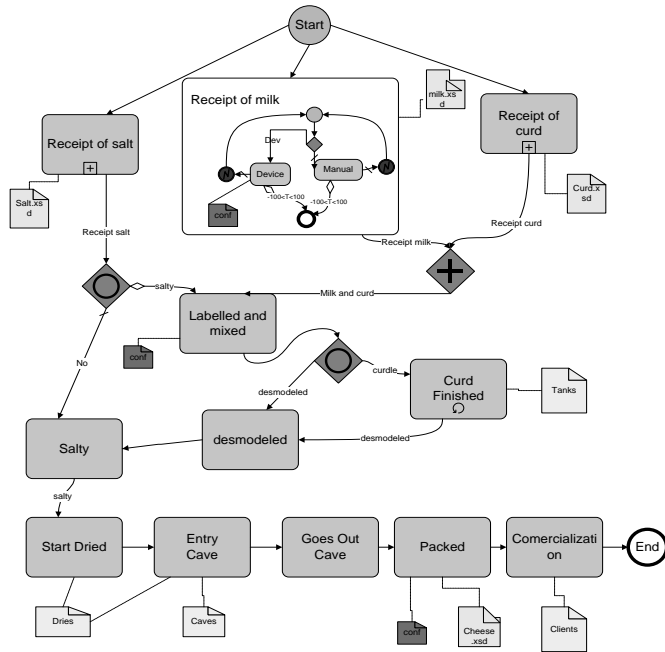 Start
Receipt of milk
milk.xs
d
Receipt of salt
Receipt of
curd
Dev
Device
Manual
N
N
Salt.xs
d
conf
-100<T<100
-100<T<100
Curd.x
sd
Receipt salt
Receipt milk
Receipt curd
salty
Milk and curd
Labelled and
mixed
conf
No
curdle
Curd
Finished
Tanks
desmodeled
desmodeled
desmodeled
Salty
salty
Start Dried
Entry
Cave
Goes Out
Cave
Packed
Comercializati
on
End
Dries
Caves
conf
Cheese
.xsd
Clients